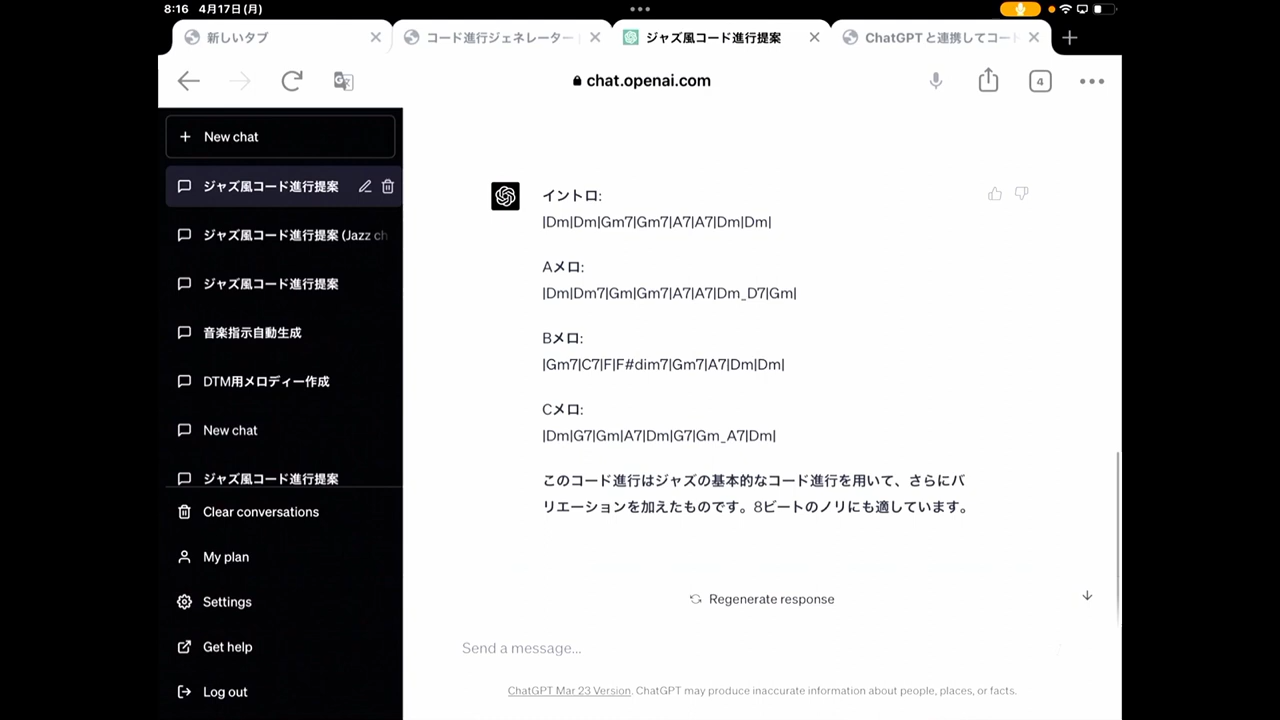 8:16 4月17日(月)
新しいタブ
コード進行ジェネレーター
ジャズ風コード進行提案
ChatGPTと連携してコート
chat.openai.com
4
New chat
ジャズ風コード進行提案
ジャズ風コード進行提案 (Jazz ch
ジャズ風コード進行提案
音楽指示自動生成
DTM用メロディー作成
New chat
ジャズ風コード進行提案
Clear conversations
My plan
Settings
Get help
Log out
イントロ:
|Dm|Dm|Gm7|Gm7|A7|A7|Dm|Dm|
Aメロ:
|Dm|Dm7|Gm|Gm7|A7|A7|Dm_D7|Gm|
Bメロ:
|Gm7|C7|F|F#dim7|Gm7|A7|Dm|Dm|
Cメロ:
|Dm|G7|Gm|A7|Dm|G7|Gm_A7|Dm|
このコード進行はジャズの基本的なコード進行を用いて、さらにバ
リエーションを加えたものです。8ビートのノリにも適しています。
Regenerate response
Send a message...
ChatGPT Mar 23 Version. ChatGPT may produce inaccurate information about people, places, or facts.